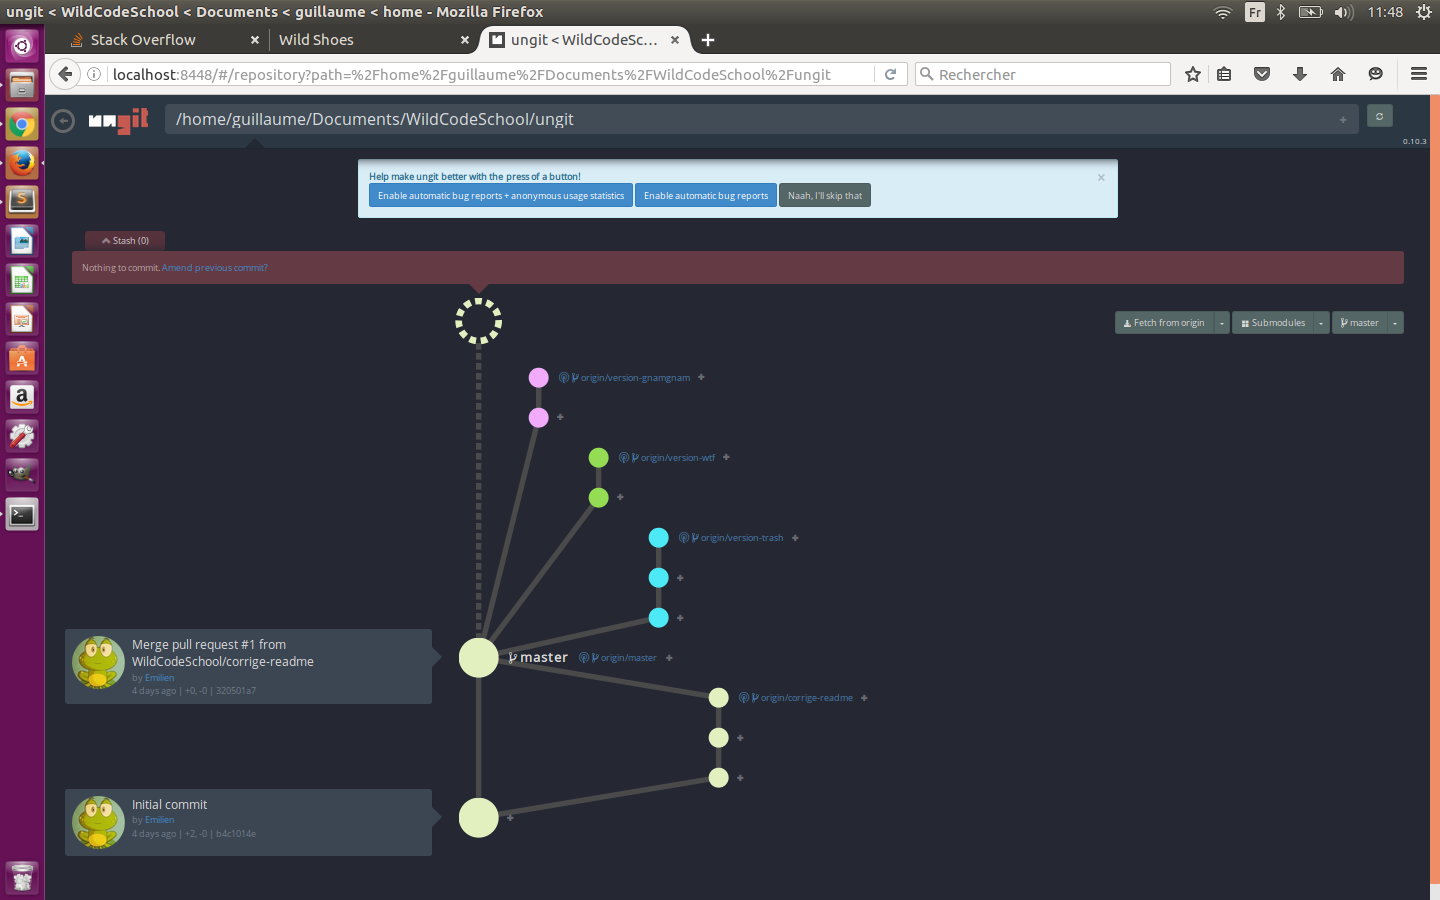 ungit < WildCodeSchool < Documents < guillaume < home - Mozilla Firefox
Fr
11:48
Stack Overflow
Wild Shoes
ungit < WildCodeSc...
localhost:8448/#/repository?path=%2Fhome%2Fguillaume%2FDocuments%2FWildCodeSchool%2Fungit
Rechercher
ungit
/home/guillaume/Documents/WildCodeSchool/ungit
0.10.3
Help make ungit better with the press of a button!
Enable automatic bug reports + anonymous usage statistics
Enable automatic bug reports
Naah, I'll skip that
Stash (0)
Nothing to commit. Amend previous commit?
Fetch from origin
Submodules
master
origin/version-gnamgnam
origin/version-wtf
origin/version-trash
Merge pull request #1 from
WildCodeSchool/corrige-readme
by Emilien
4 days ago | +0, -0 | 320501a7
master
origin/master
origin/corrige-readme
Initial commit
by Emilien
4 days ago | +2, -0 | b4c1014e